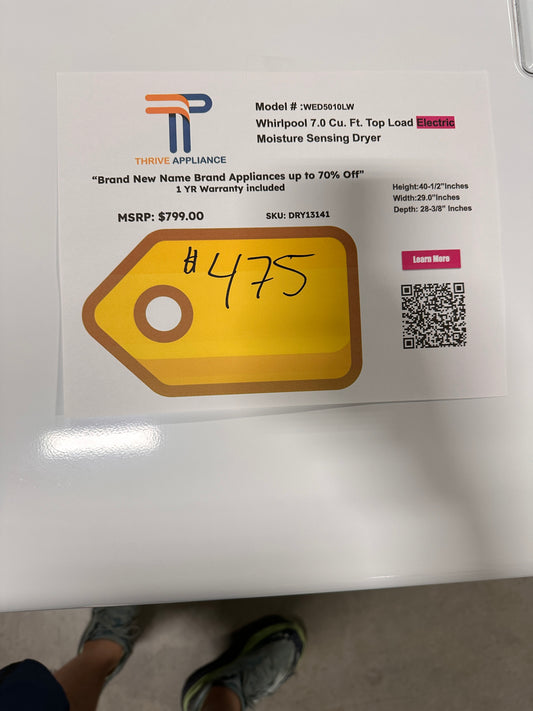 TP
THRIVE APPLIANCE
Model # :WED5010LW
Whirlpool 7.0 Cu. Ft. Top Load Electric
Moisture Sensing Dryer
"Brand New Name Brand Appliances up to 70% Off"
1 YR Warranty included
Height:40-1/2"Inches
Width:29.0"Inches
Depth: 28-3/8" Inches
MSRP: $799.00
SKU: DRY13141
$475
Learn More